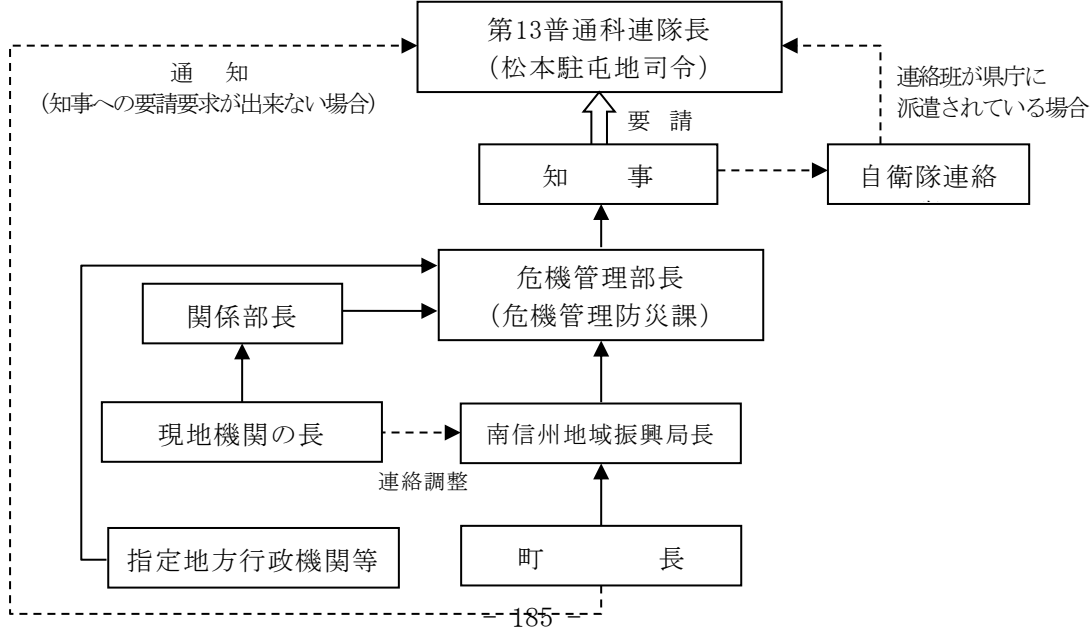 第13普通科連隊長
(松本駐屯地司令)
通 知
(知事への要請要求が出来ない場合)
連絡班が県庁に
派遣されている場合
要 請
知 事
自衛隊連絡
危機管理部長
(危機管理防災課)
関係部長
現地機関の長
南信州地域振興局長
連絡調整
指定地方行政機関等
町 長
- 185 -